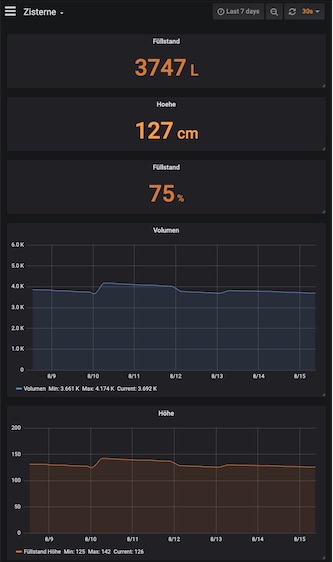 Zisterne
Last 7 days
30s
Füllstand
3747 L
Hoehe
127 cm
Füllstand
75 %
Volumen
6.0 K
5.0 K
4.0 K
3.0 K
2.0 K
1.0 K
0
8/9 8/10 8/11 8/12 8/13 8/14 8/15
Volumen Min: 3.661 K Max: 4.174 K Current: 3.692 K
Höhe
200
150
100
50
0
8/9 8/10 8/11 8/12 8/13 8/14 8/15
Füllstand Höhe Min: 125 Max: 142 Current: 126